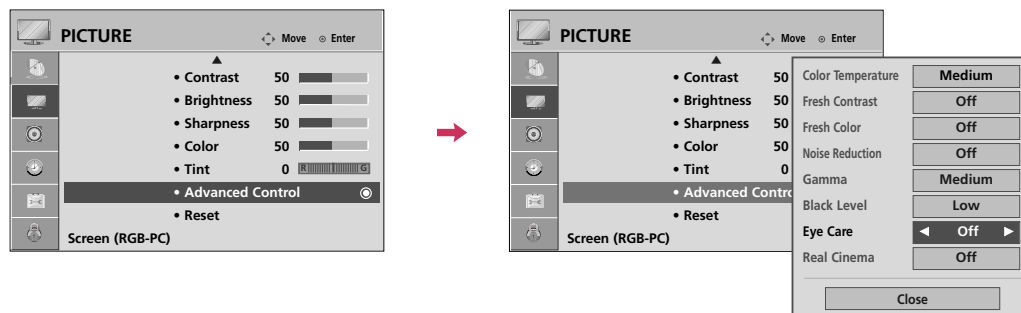 PICTURE Move Enter
• Contrast 50
• Brightness 50
• Sharpness 50
• Color 50
• Tint 0 R G
• Advanced Control
• Reset
Screen (RGB-PC)
PICTURE Move Enter
• Contrast 50
• Brightness 50
• Sharpness 50
• Color 50
• Tint 0
• Advanced Contro
• Reset
Screen (RGB-PC)
Color Temperature Medium
Fresh Contrast Off
Fresh Color Off
Noise Reduction Off
Gamma Medium
Black Level Low
Eye Care ◀ Off ▶
Real Cinema Off
Close